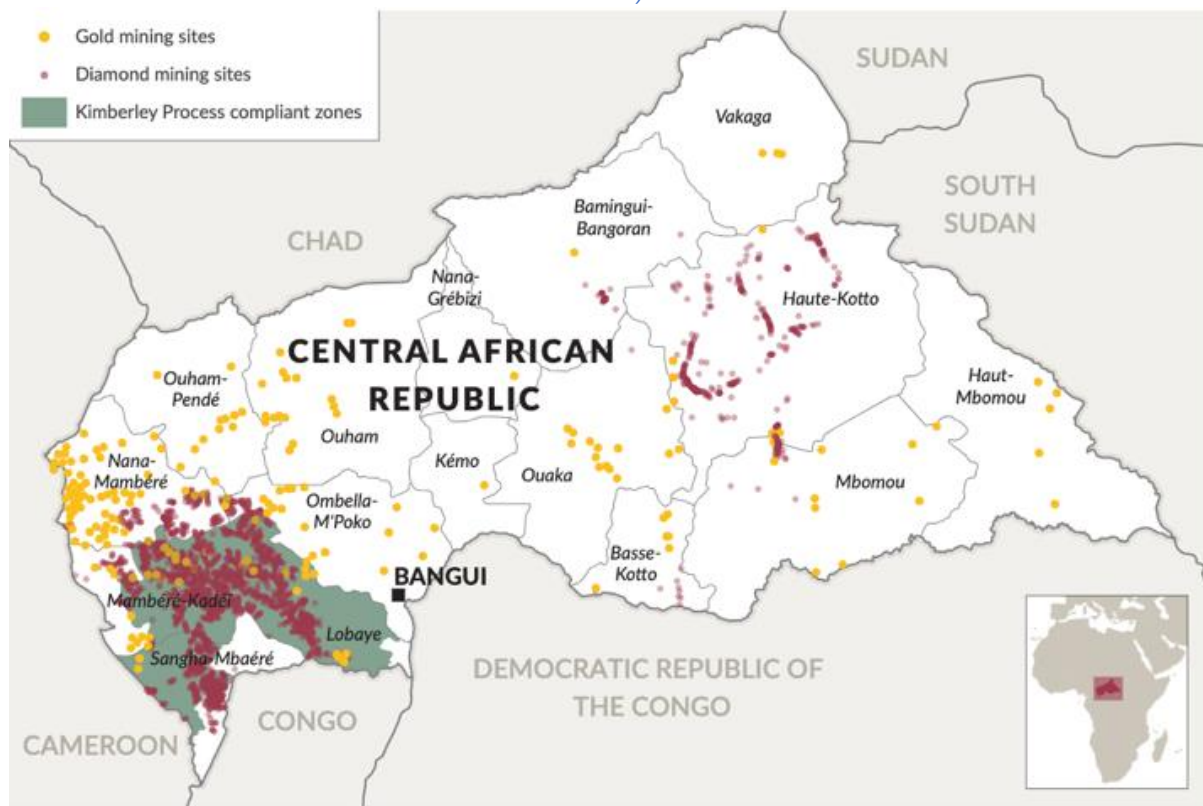 Gold mining sites
Diamond mining sites
Kimberley Process compliant zones
SUDAN
Vakaga
SOUTH
SUDAN
Bamingui-
Bangoran
CHAD
Nana-
Grébizi
Haute-Kotto
CENTRAL AFRICAN
REPUBLIC
Ouham-
Pendé
Haut-
Mbomou
Ouham
Nana-
Mambéré
Kémo
Ouaka
Mbomou
Ombella-
M'Poko
Basse-
Kotto
BANGUI
Mambéré-Kadéï
Lobaye
Sangha-Mbaéré
DEMOCRATIC REPUBLIC OF
THE CONGO
CONGO
CAMEROON